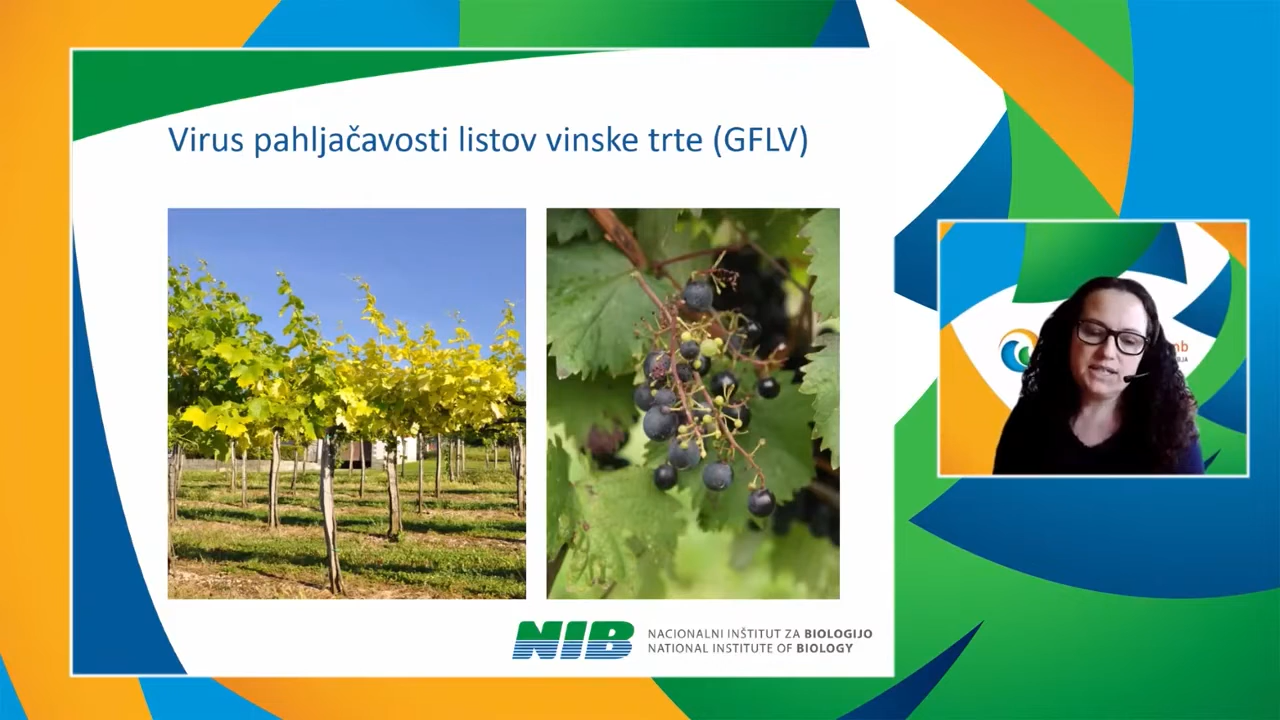 Virus pahljačavosti listov vinske trte (GFLV)
NIB
NACIONALNI INŠTITUT ZA BIOLOGIJO
NATIONAL INSTITUTE OF BIOLOGY